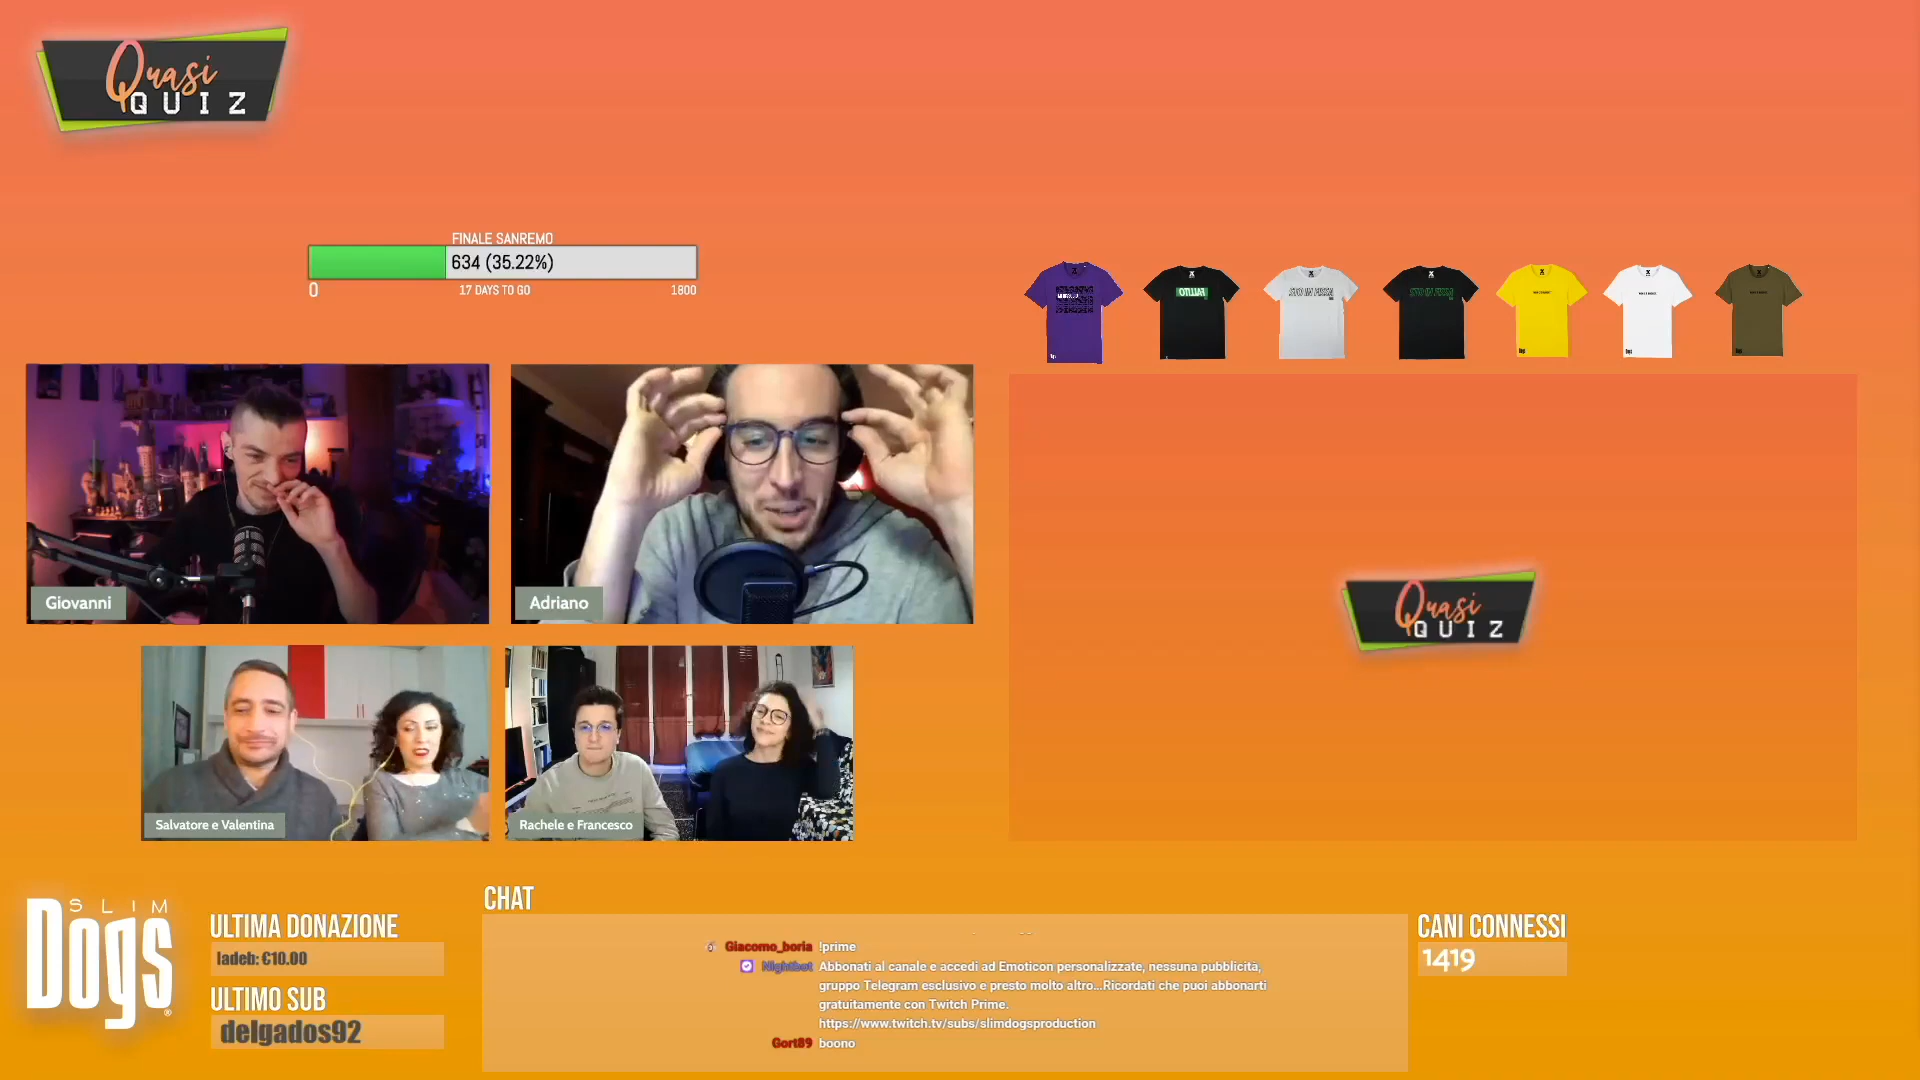 Quasi
QUIZ
FINALE SANREMO
634 (35.22%)
0
17 DAYS TO GO
1800
FALLITO
Giovanni
Adriano
Quasi
QUIZ
Salvatore e Valentina
Rachele e Francesco
SLIM
Dogs
®
ULTIMA DONAZIONE
ladeb: €10.00
ULTIMO SUB
delgados92
CHAT
Giacomo_boria !prime
Nightbot Abbonati al canale e accedi ad Emoticon personalizzate, nessuna pubblicità,
gruppo Telegram esclusivo e presto molto altro...Ricordati che puoi abbonarti
gratuitamente con Twitch Prime.
https://www.twitch.tv/subs/slimdogsproduction
Gort89 boono
CANI CONNESSI
1419